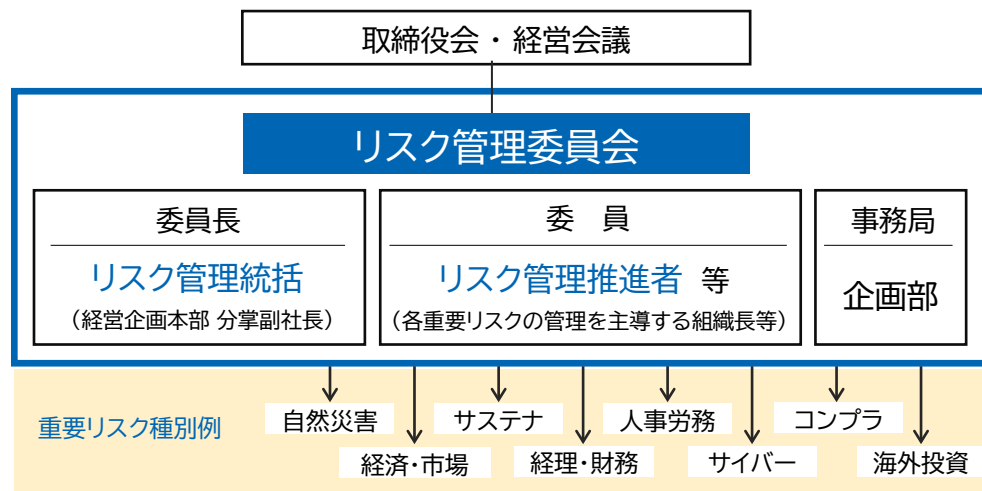 取締役会・経営会議
リスク管理委員会
委員長
リスク管理統括
（経営企画本部 分掌副社長）
委　員
リスク管理推進者 等
（各重要リスクの管理を主導する組織長等）
事務局
企画部
重要リスク種別例
自然災害
経済・市場
サステナ
経理・財務
人事労務
サイバー
コンプラ
海外投資